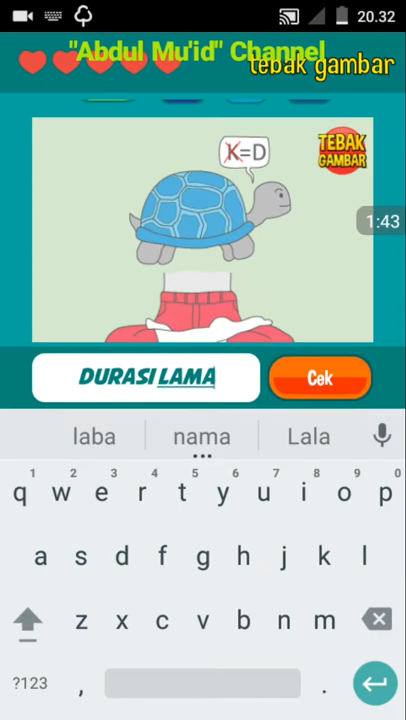 20.32
"Abdul Mu'id" Channel
tebak gambar
K=D
TEBAK
GAMBAR
1:43
DURASI LAMA
Cek
laba
nama
Lala
1 2 3 4 5 6 7 8 9 0
q w e r t y u i o p
a s d f g h j k l
z x c v b n m
?123 , .